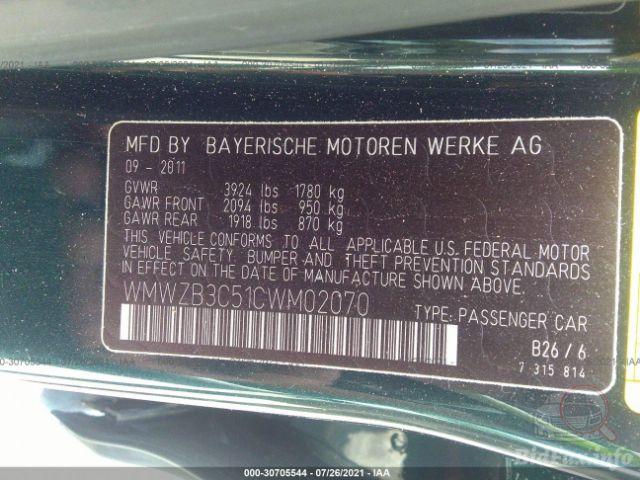 MFD BY BAYERISCHE MOTOREN WERKE AG
09 - 2011
GVWR 3924 lbs 1780 kg
GAWR FRONT 2094 lbs 950 kg
GAWR REAR 1918 lbs 870 kg
THIS VEHICLE CONFORMS TO ALL APPLICABLE U.S. FEDERAL MOTOR
VEHICLE SAFETY, BUMPER AND THEFT PREVENTION STANDARDS
IN EFFECT ON THE DATE OF MANUFACTURE SHOWN ABOVE.
WMWZB3C51CWM02070
TYPE: PASSENGER CAR
B26 / 6
7 315 814
000-30705544 / 07/26/2021 - IAA
BidFax.info